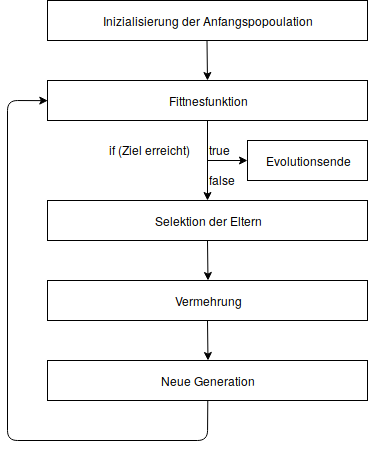 Inizialisierung der Anfangspopoulation
Fittnesfunktion
if (Ziel erreicht)
true
Evolutionsende
false
Selektion der Eltern
Vermehrung
Neue Generation